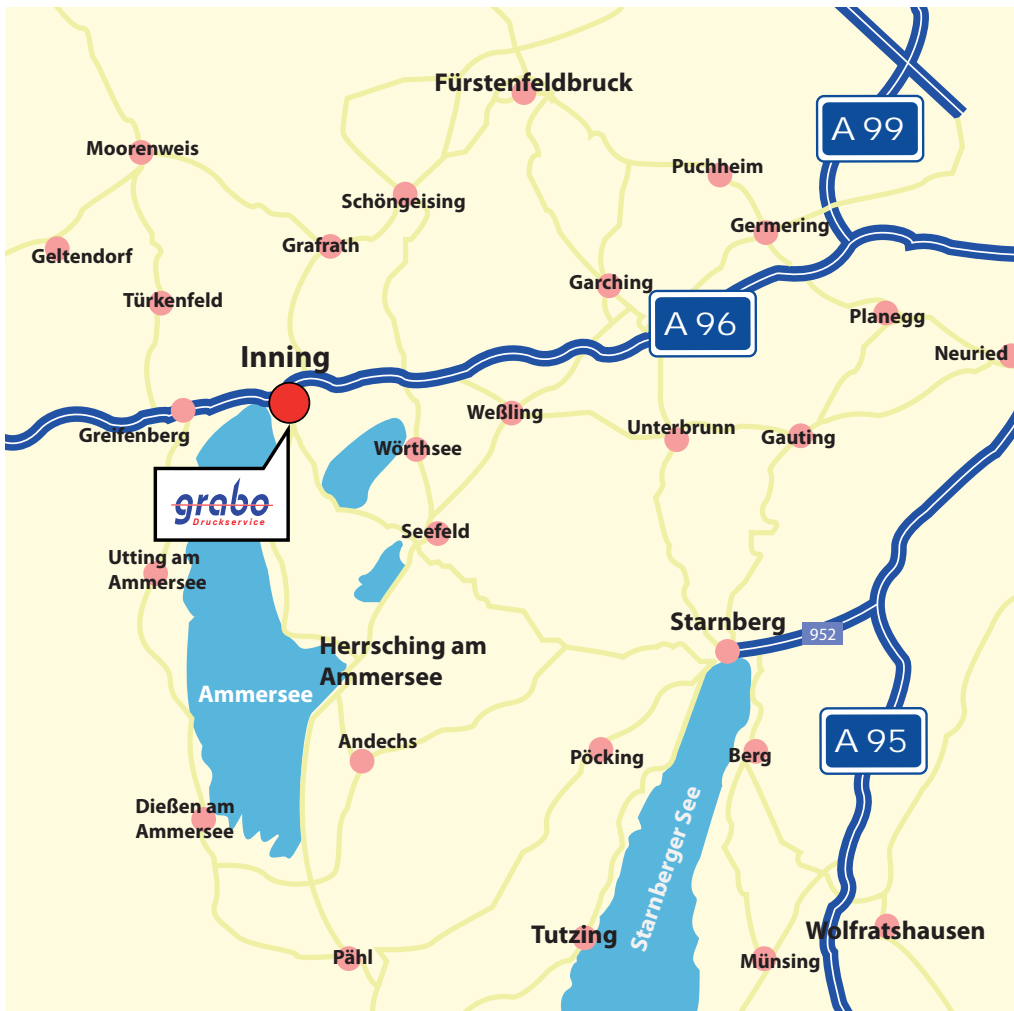 Fürstenfeldbruck
A 99
Moorenweis
Puchheim
Schöngeising
Germering
Grafrath
Geltendorf
Garching
Türkenfeld
A 96
Planegg
Inning
Neuried
Weßling
Greifenberg
Unterbrunn
Gauting
Wörthsee
grabo
Druckservice
Seefeld
Utting am
Ammersee
Starnberg
952
Herrsching am
Ammersee
Ammersee
A 95
Andechs
Pöcking
Berg
Dießen am
Ammersee
Starnberger See
Tutzing
Wolfratshausen
Pähl
Münsing